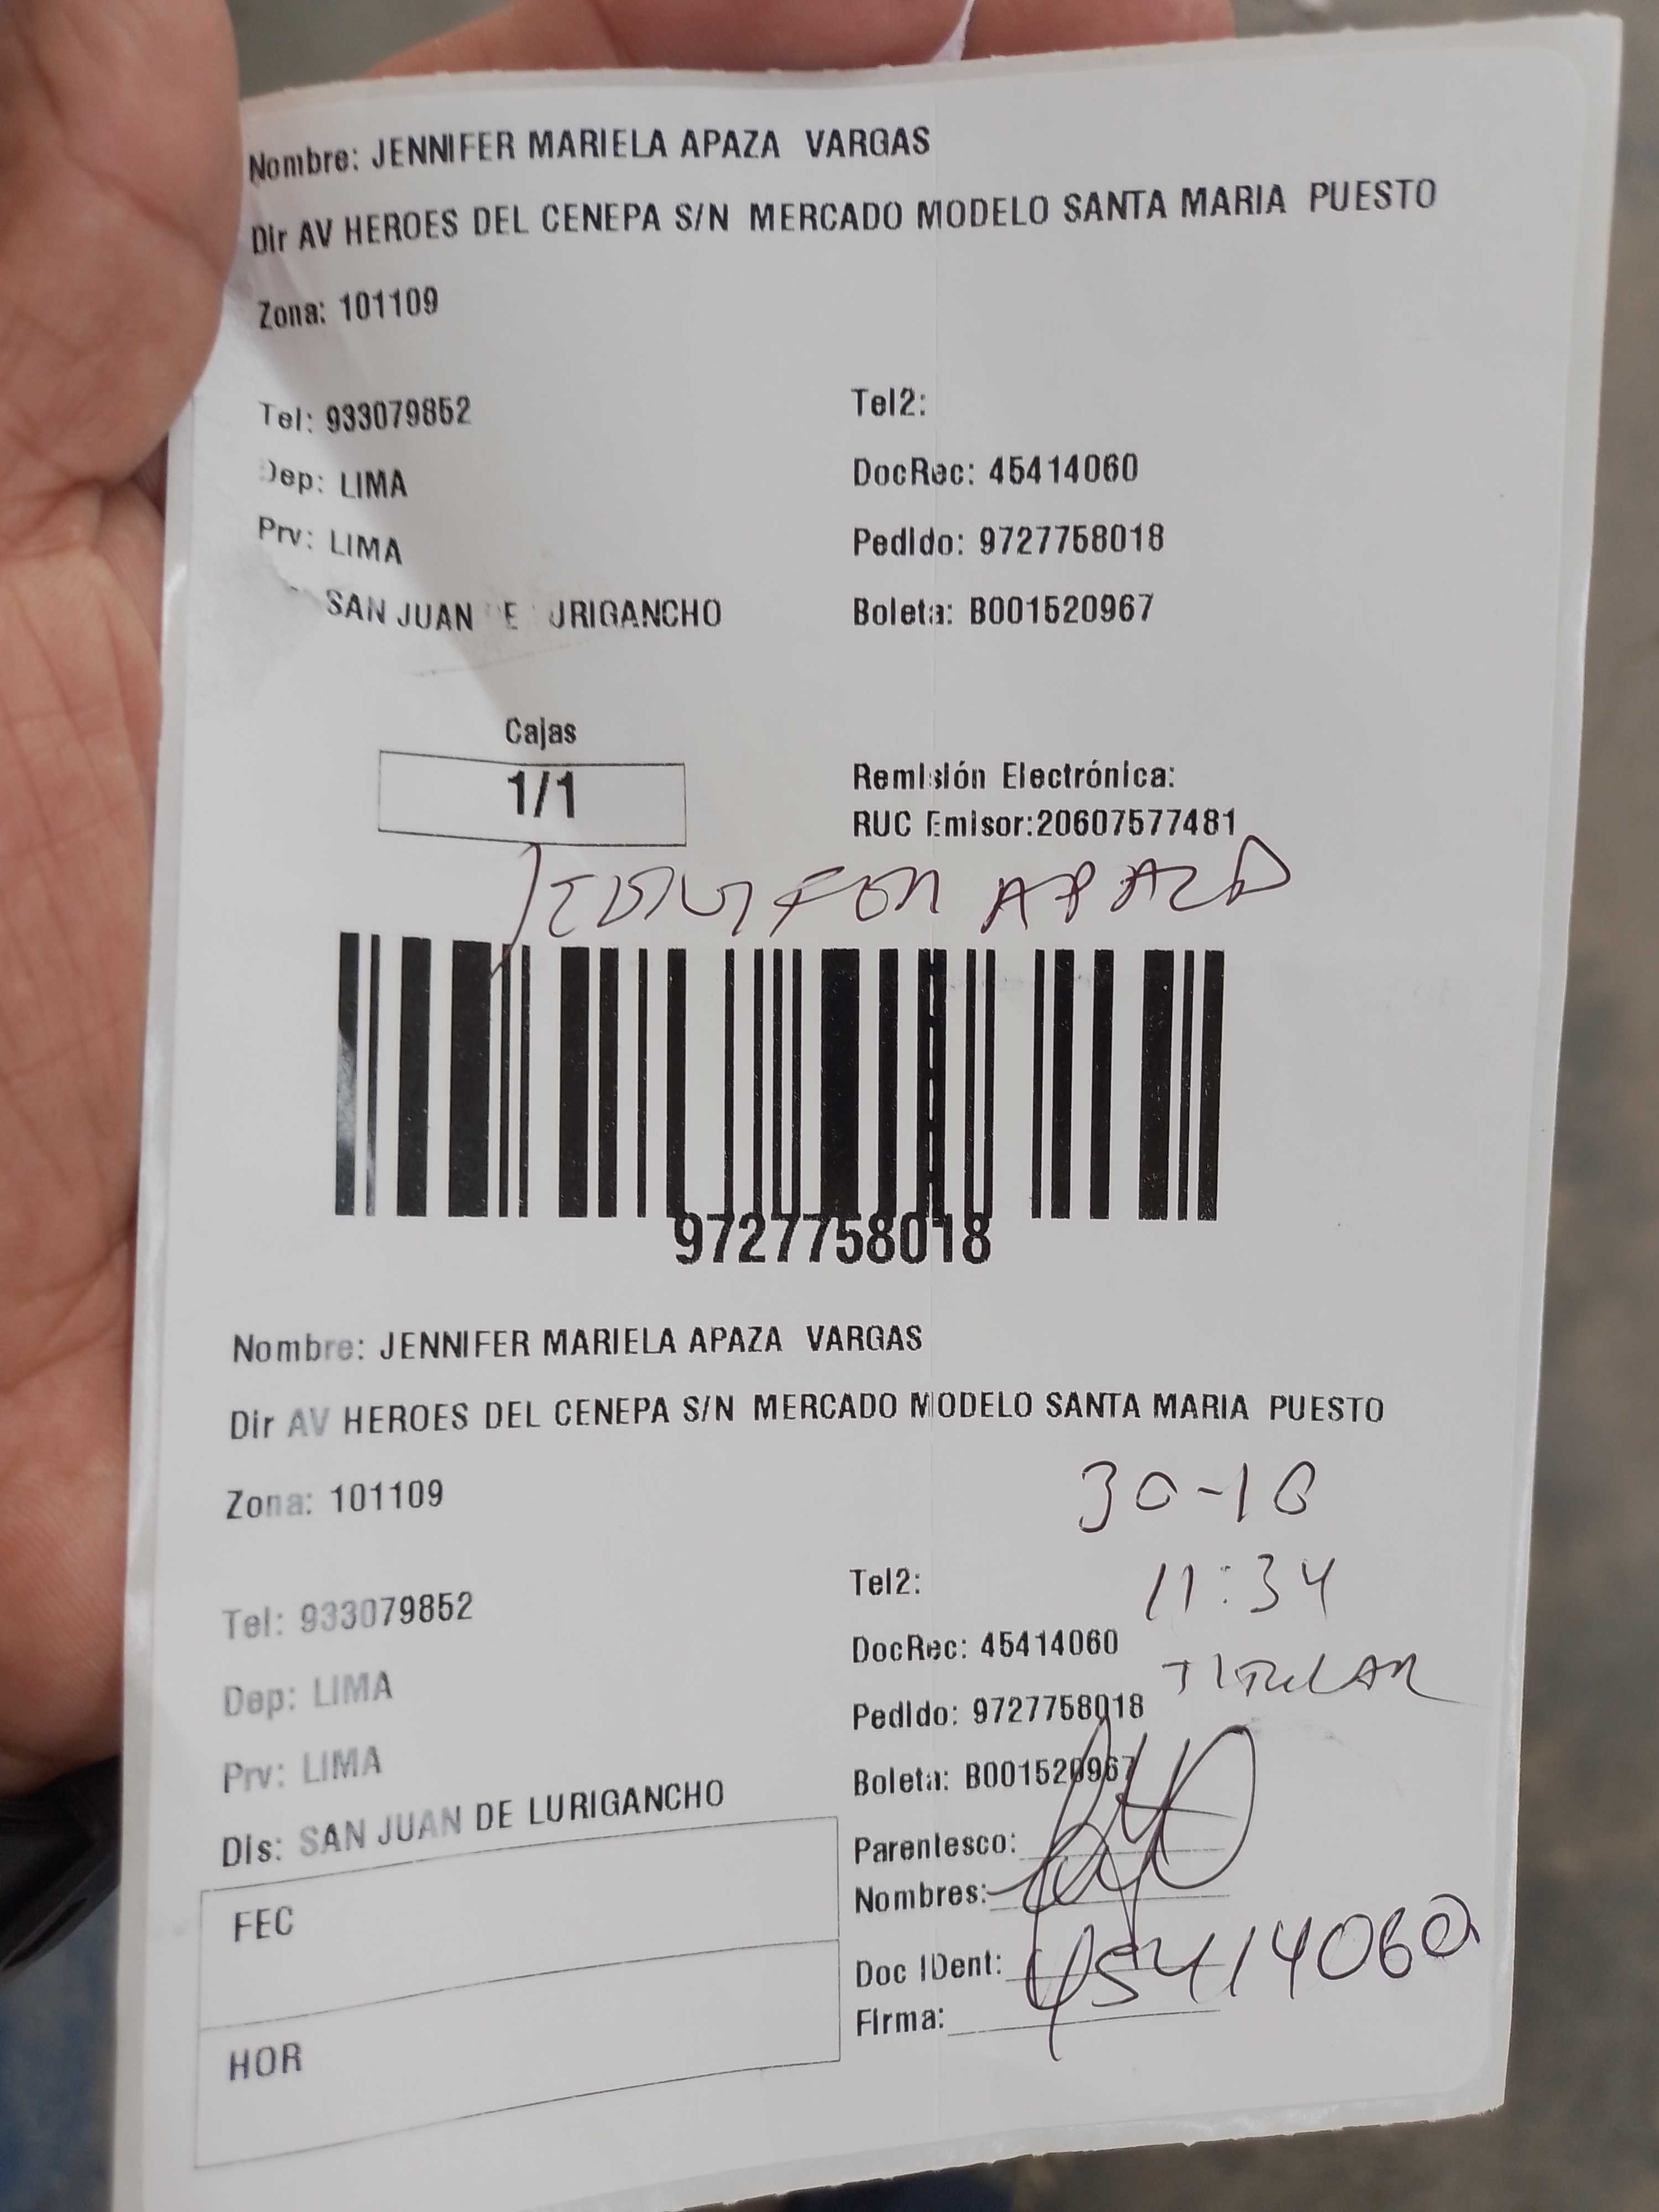 Nombre: JENNIFER MARIELA APAZA VARGAS
Dir AV HEROES DEL CENEPA S/N MERCADO MODELO SANTA MARIA PUESTO
Zona: 101109
Tel: 933079852 Tel2:
Dep: LIMA DocRec: 45414060
Prv: LIMA Pedido: 9727758018
SAN JUAN DE LURIGANCHO Boleta: B001520967
Cajas
1/1
Remisión Electrónica:
RUC Emisor:20607577481
APAZA
9727758018
Nombre: JENNIFER MARIELA APAZA VARGAS
Dir AV HEROES DEL CENEPA S/N MERCADO MODELO SANTA MARIA PUESTO
Zona: 101109
30-10
11:34
Tel: 933079852 Tel2:
TITULAR
Dep: LIMA DocRec: 45414060
Prv: LIMA Pedido: 9727758018
Dis: SAN JUAN DE LURIGANCHO Boleta: B001520967
Parentesco:
Nombres:
FEC
Doc IDent: 45414060
Firma:
HOR